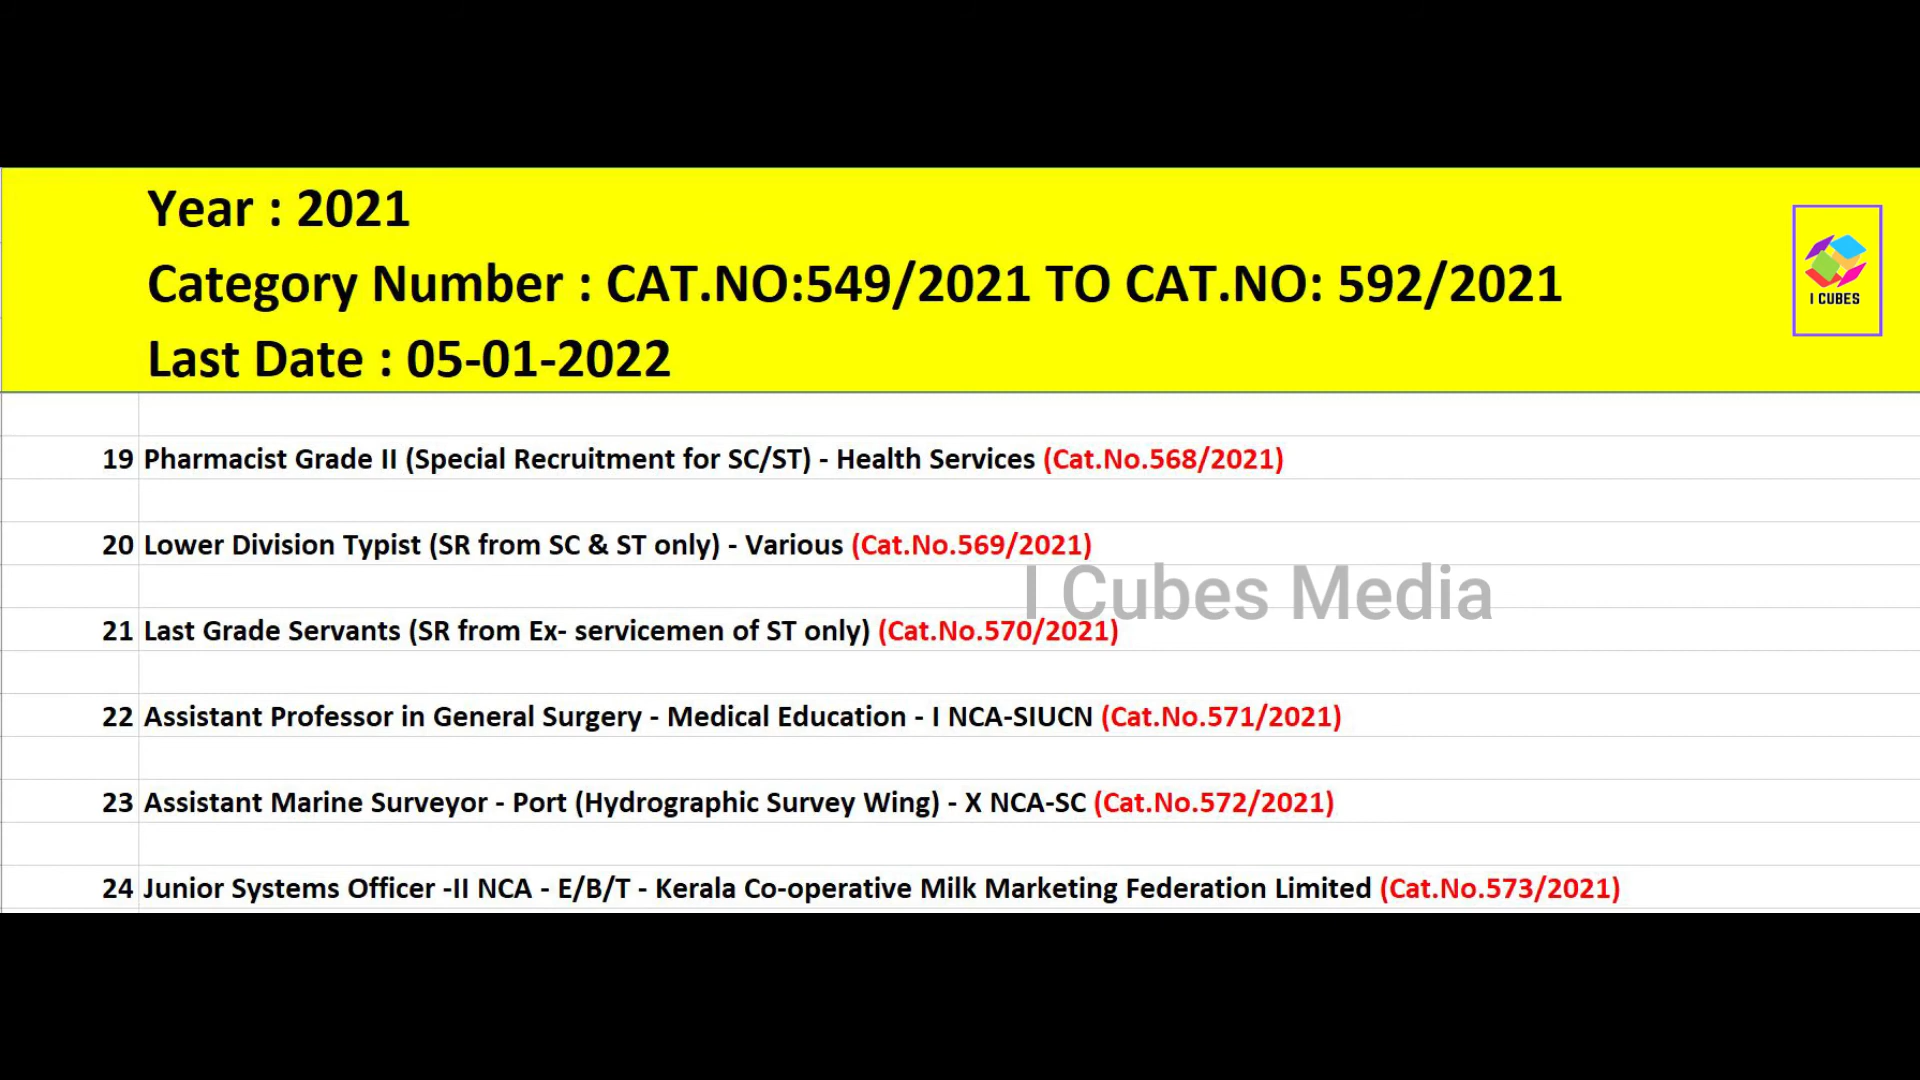 Year : 2021
Category Number : CAT.NO:549/2021 TO CAT.NO: 592/2021
Last Date : 05-01-2022
I CUBES
19 Pharmacist Grade II (Special Recruitment for SC/ST) - Health Services (Cat.No.568/2021)
20 Lower Division Typist (SR from SC & ST only) - Various (Cat.No.569/2021)
I Cubes Media
21 Last Grade Servants (SR from Ex- servicemen of ST only) (Cat.No.570/2021)
22 Assistant Professor in General Surgery - Medical Education - I NCA-SIUCN (Cat.No.571/2021)
23 Assistant Marine Surveyor - Port (Hydrographic Survey Wing) - X NCA-SC (Cat.No.572/2021)
24 Junior Systems Officer -II NCA - E/B/T - Kerala Co-operative Milk Marketing Federation Limited (Cat.No.573/2021)